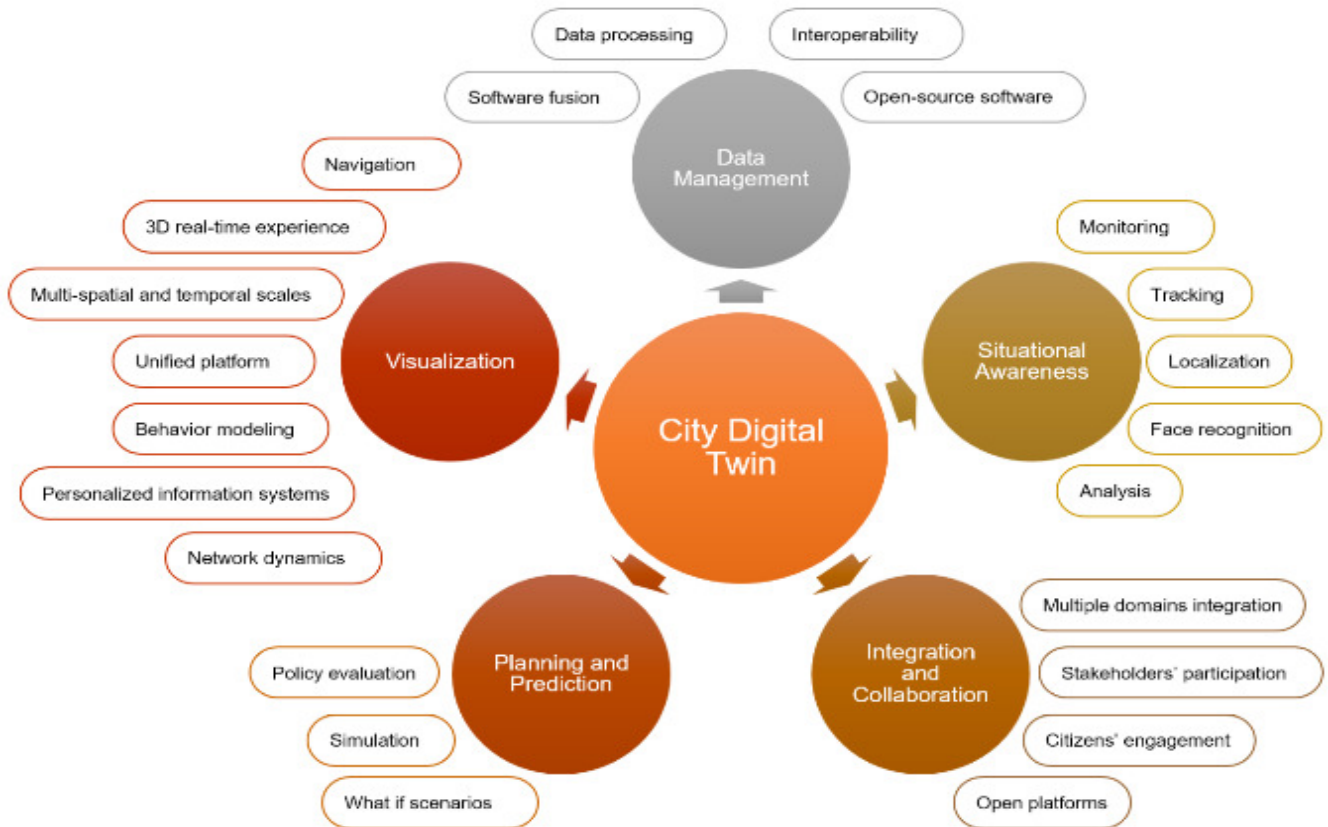 Data processing
Interoperability
Software fusion
Open-source software
Data
Management
Navigation
3D real-time experience
Multi-spatial and temporal scales
Unified platform
Behavior modeling
Personalized information systems
Network dynamics
Visualization
Monitoring
Tracking
Localization
Face recognition
Analysis
Situational
Awareness
City Digital
Twin
Planning and
Prediction
Policy evaluation
Simulation
What if scenarios
Integration
and
Collaboration
Multiple domains integration
Stakeholders' participation
Citizens' engagement
Open platforms